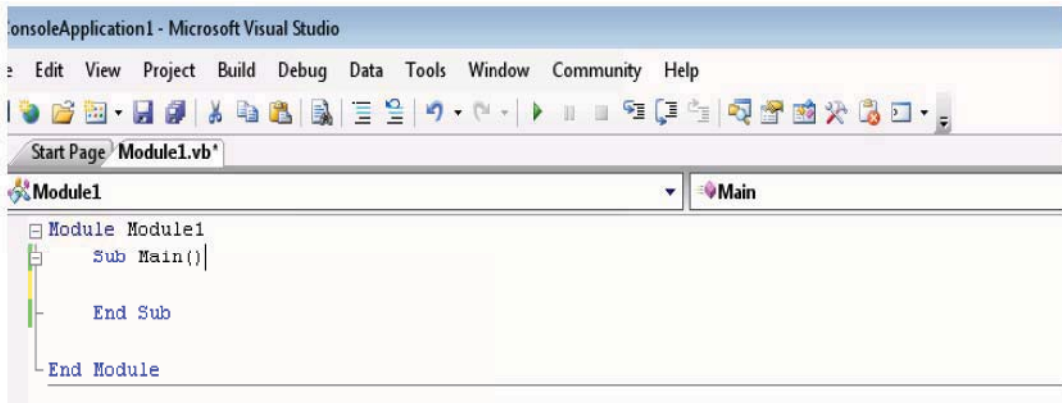 onsoleApplication1 - Microsoft Visual Studio
e Edit View Project Build Debug Data Tools Window Community Help
Start Page Module1.vb*
Module1 Main
Module Module1
Sub Main()
End Sub
End Module